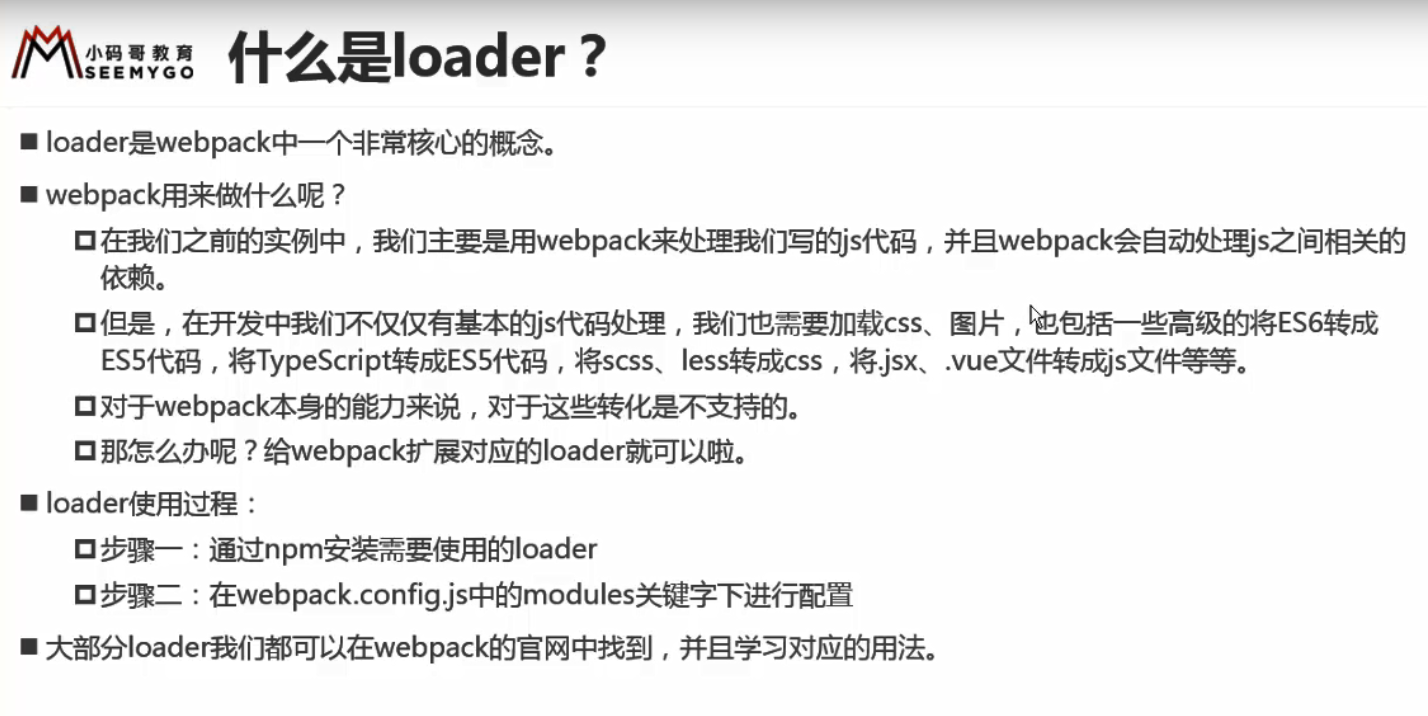 小码哥教育
SEEMYGO
什么是loader？
loader是webpack中一个非常核心的概念。
webpack用来做什么呢？
在我们之前的实例中，我们主要是用webpack来处理我们写的js代码，并且webpack会自动处理js之间相关的
依赖。
但是，在开发中我们不仅仅有基本的js代码处理，我们也需要加载css、图片，也包括一些高级的将ES6转成
ES5代码，将TypeScript转成ES5代码，将scss、less转成css，将.jsx、.vue文件转成js文件等等。
对于webpack本身的能力来说，对于这些转化是不支持的。
那怎么办呢？给webpack扩展对应的loader就可以啦。
loader使用过程：
步骤一：通过npm安装需要使用的loader
步骤二：在webpack.config.js中的modules关键字下进行配置
大部分loader我们都可以在webpack的官网中找到，并且学习对应的用法。